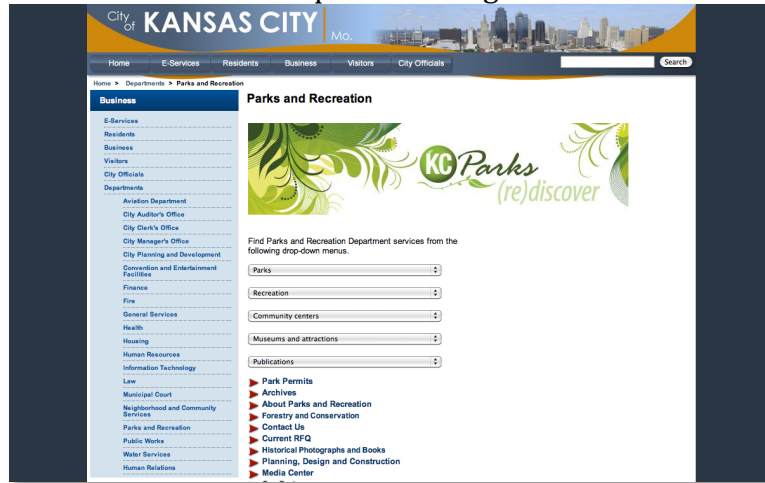 City of KANSAS CITY Mo.
Home E-Services Residents Business Visitors City Officials Search
Home > Departments > Parks and Recreation
Business
E-Services
Residents
Business
Visitors
City Officials
Departments
Aviation Department
City Auditor's Office
City Clerk's Office
City Manager's Office
City Planning and Development
Convention and Entertainment
Facilities
Finance
Fire
General Services
Health
Housing
Human Resources
Information Technology
Law
Municipal Court
Neighborhood and Community
Services
Parks and Recreation
Public Works
Water Services
Human Relations
Parks and Recreation
KC Parks
(re)discover
Find Parks and Recreation Department services from the
following drop-down menus.
Parks
Recreation
Community centers
Museums and attractions
Publications
Park Permits
Archives
About Parks and Recreation
Forestry and Conservation
Contact Us
Current RFQ
Historical Photographs and Books
Planning, Design and Construction
Media Center